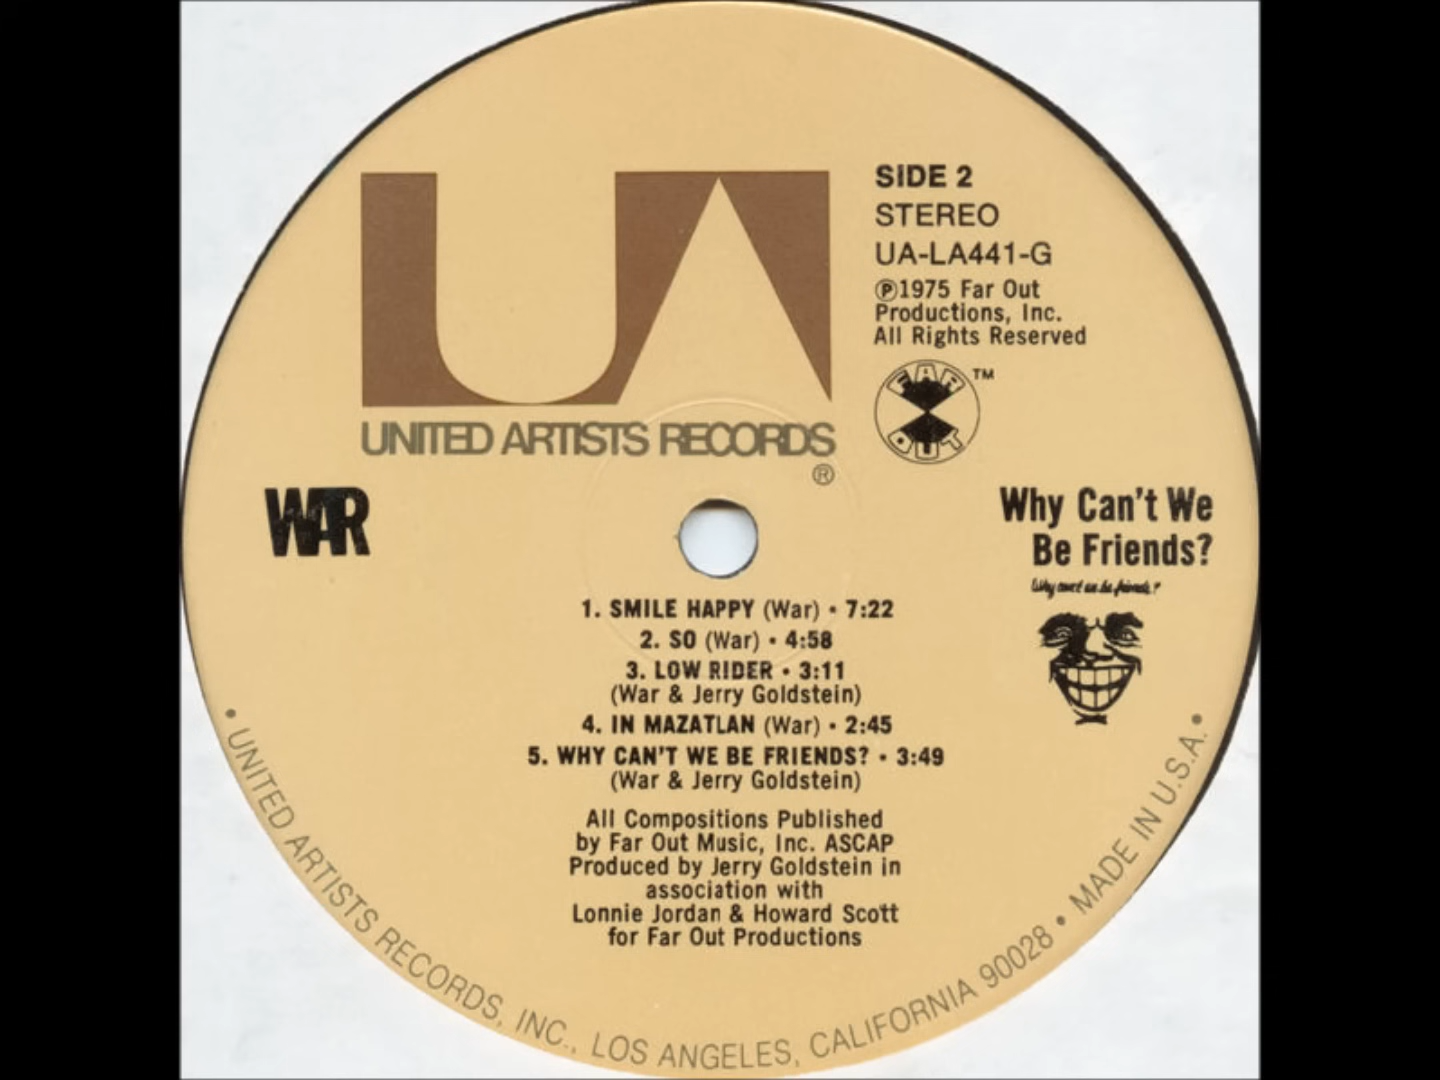 UA
SIDE 2
STEREO
UA-LA441-G
℗1975 Far Out
Productions, Inc.
All Rights Reserved
FAR OUT ™
UNITED ARTISTS RECORDS
®
WAR
Why Can't We
Be Friends?
Why can't we be friends?
1. SMILE HAPPY (War) • 7:22
2. SO (War) • 4:58
3. LOW RIDER • 3:11
(War & Jerry Goldstein)
4. IN MAZATLAN (War) • 2:45
5. WHY CAN'T WE BE FRIENDS? • 3:49
(War & Jerry Goldstein)
All Compositions Published
by Far Out Music, Inc. ASCAP
Produced by Jerry Goldstein in
association with
Lonnie Jordan & Howard Scott
for Far Out Productions
• UNITED ARTISTS RECORDS, INC., LOS ANGELES, CALIFORNIA 90028 • MADE IN U.S.A. •